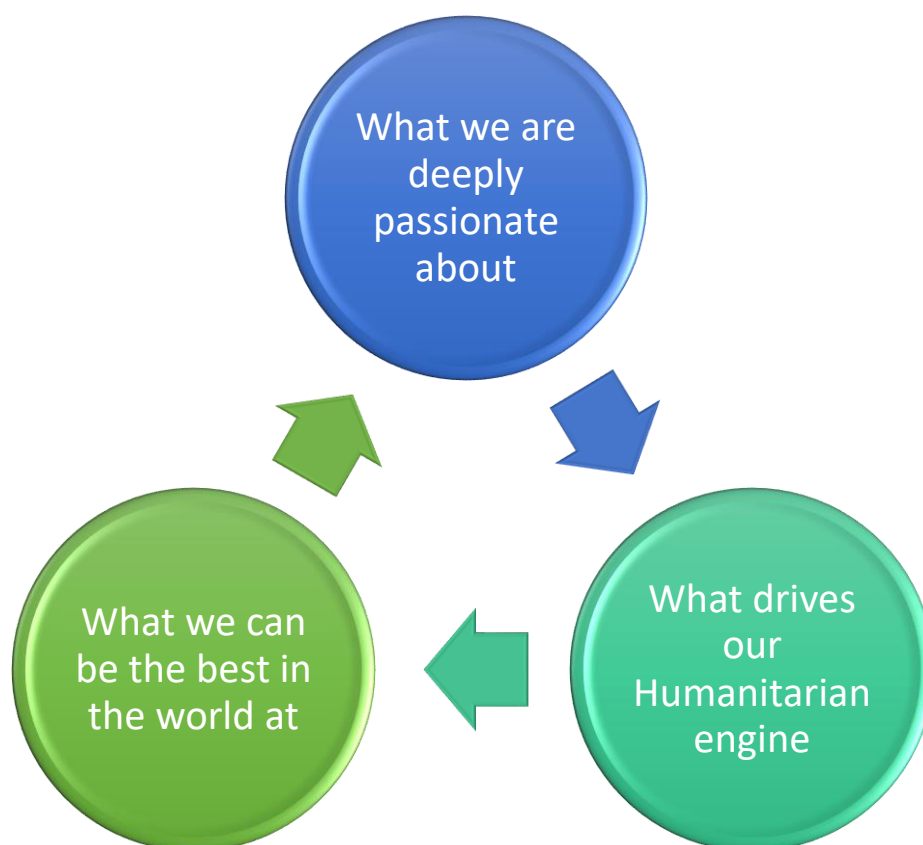 What we are
deeply
passionate
about
What drives
our
Humanitarian
engine
What we can
be the best in
the world at